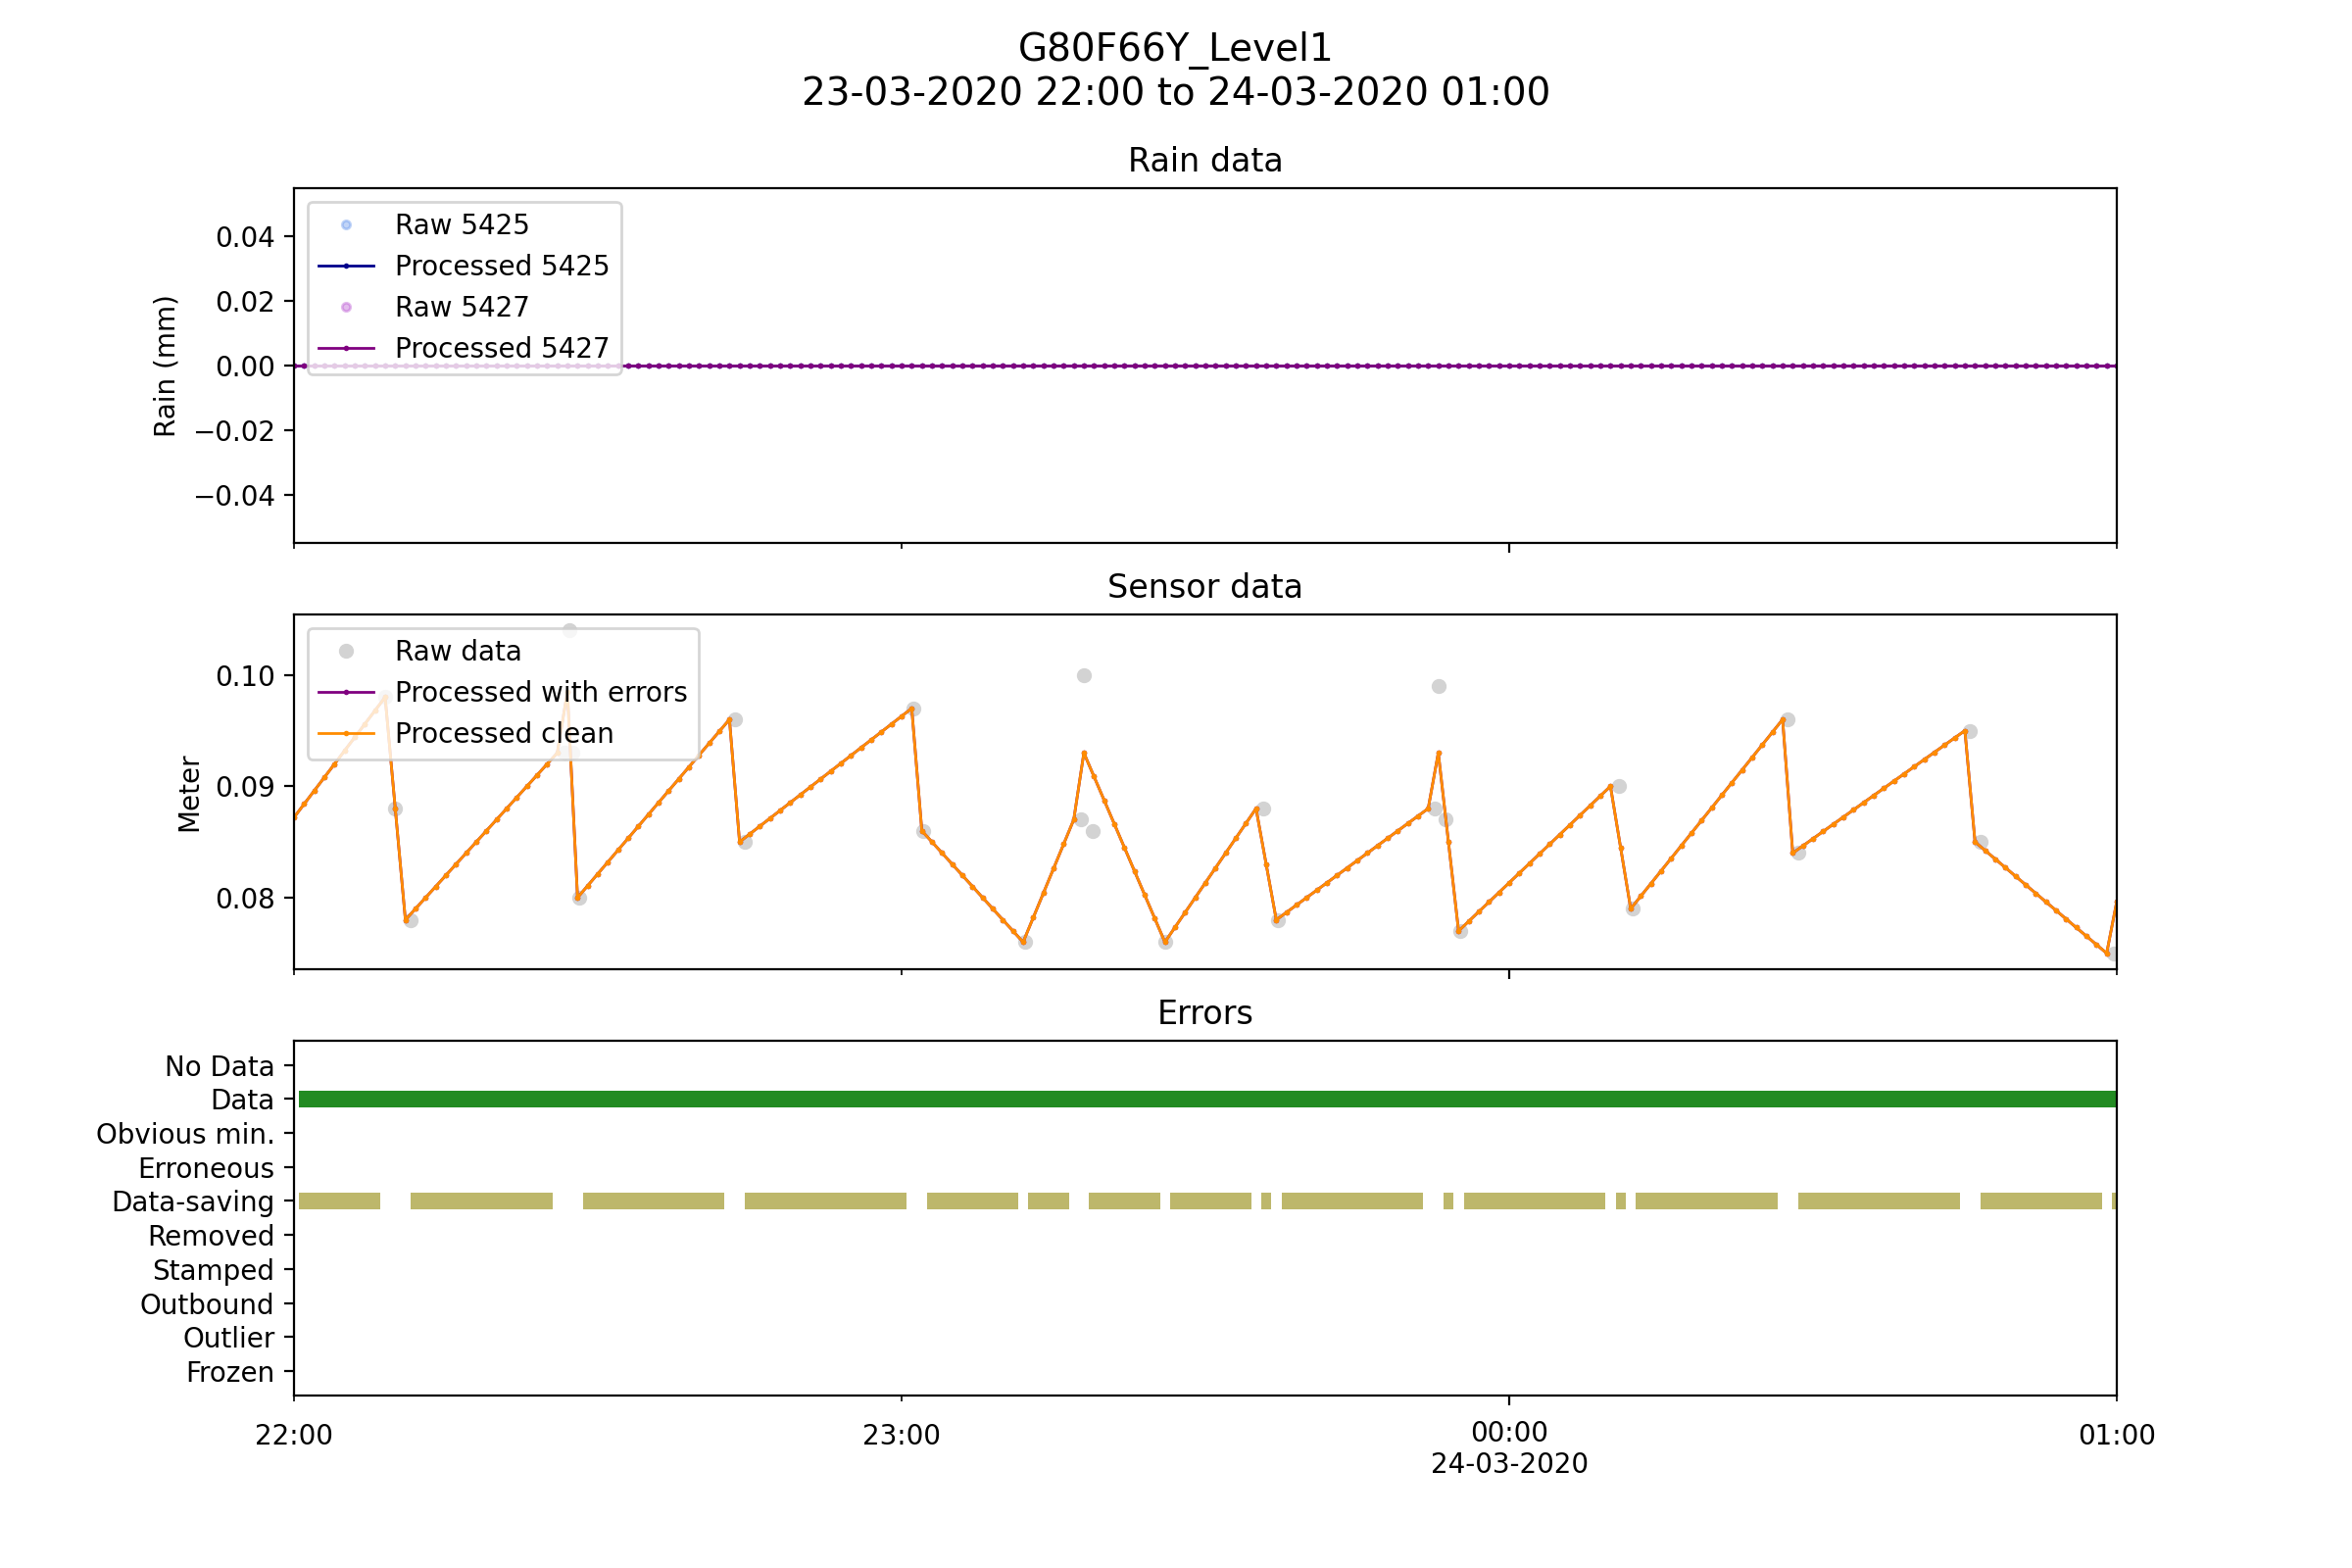 G80F66Y_Level1
23-03-2020 22:00 to 24-03-2020 01:00
Rain data
Rain (mm)
0.04
0.02
0.00
−0.02
−0.04
Raw 5425
Processed 5425
Raw 5427
Processed 5427
Sensor data
Meter
0.10
0.09
0.08
Raw data
Processed with errors
Processed clean
Errors
No Data
Data
Obvious min.
Erroneous
Data-saving
Removed
Stamped
Outbound
Outlier
Frozen
22:00
23:00
00:00
24-03-2020
01:00